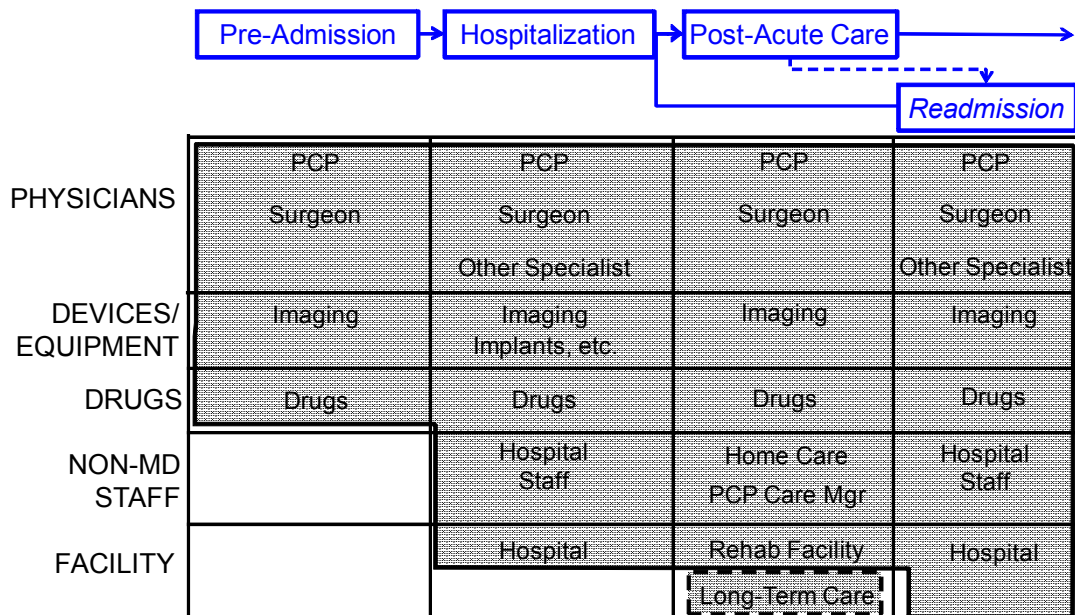 Pre-Admission
Hospitalization
Post-Acute Care
Readmission
PHYSICIANS
PCP
PCP
PCP
PCP
Surgeon
Surgeon
Surgeon
Surgeon
Other Specialist
Other Specialist
DEVICES/
EQUIPMENT
Imaging
Imaging
Implants, etc.
Imaging
Imaging
DRUGS
Drugs
Drugs
Drugs
Drugs
NON-MD
STAFF
Hospital
Staff
Home Care
PCP Care Mgr
Hospital
Staff
FACILITY
Hospital
Rehab Facility
Long-Term Care
Hospital